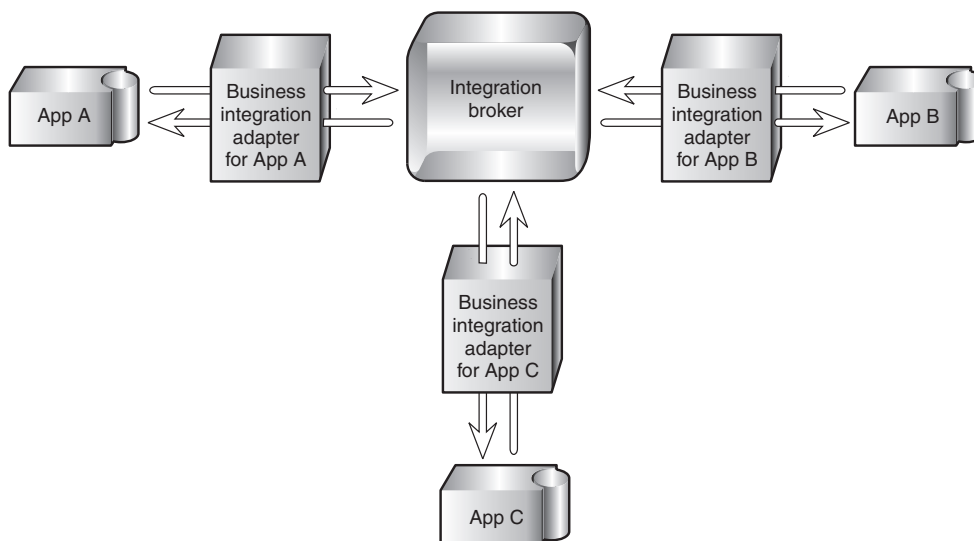 App A
Business
integration
adapter
for App A
Integration
broker
Business
integration
adapter
for App B
App B
Business
integration
adapter
for App C
App C